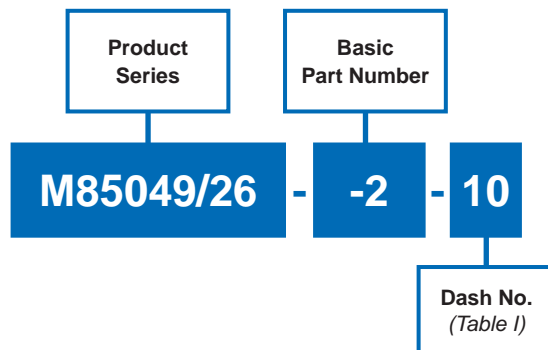 Product
Series
Basic
Part Number
M85049/26 - -2 - 10
Dash No.
(Table I)